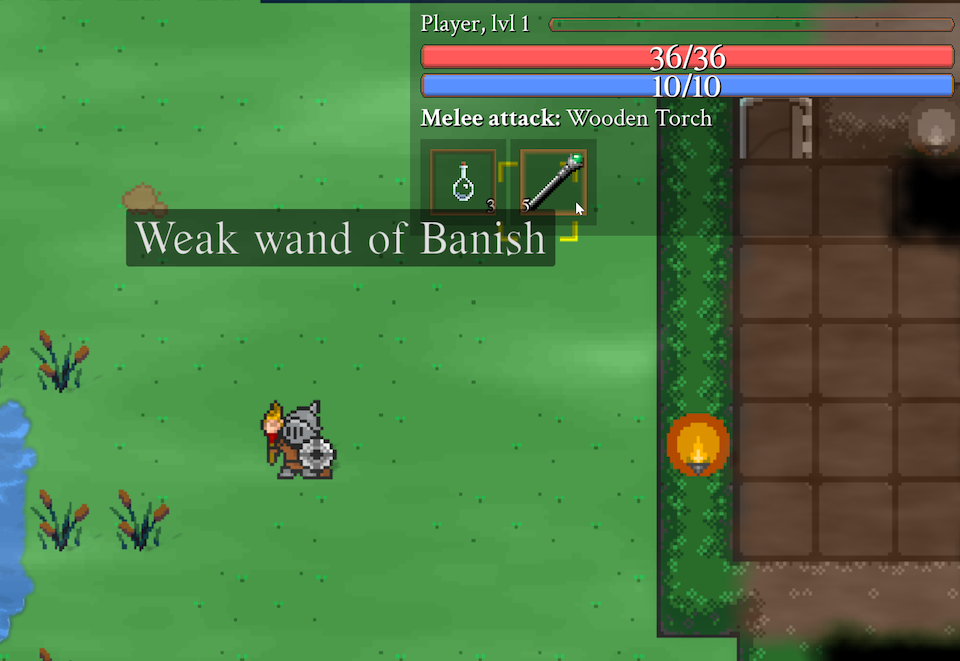 Player, lvl 1
36/36
10/10
Melee attack: Wooden Torch
3
5
Weak wand of Banish